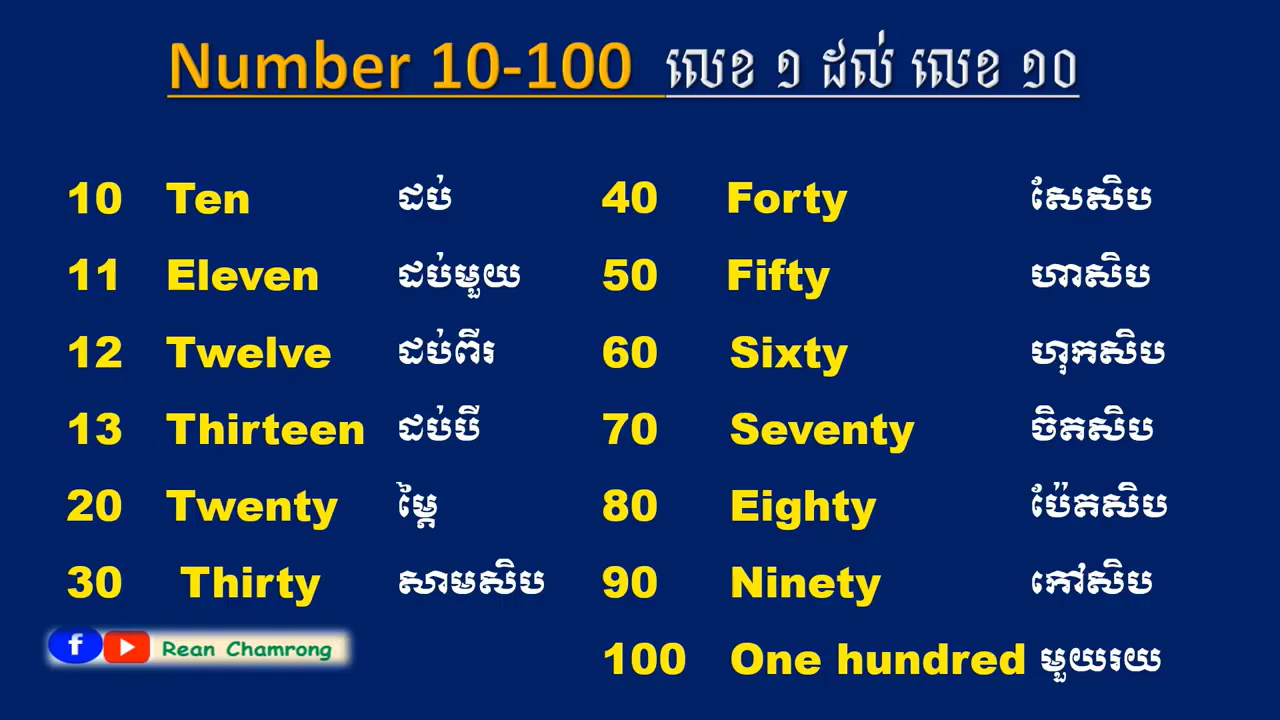 Number 10-100 លេខ ១ ដល់ លេខ ១០
10 Ten ដប់
11 Eleven ដប់មួយ
12 Twelve ដប់ពីរ
13 Thirteen ដប់បី
20 Twenty ម្ភៃ
30 Thirty សាមសិប
40 Forty សែសិប
50 Fifty ហាសិប
60 Sixty ហុកសិប
70 Seventy ចិតសិប
80 Eighty ប៉ែតសិប
90 Ninety កៅសិប
100 One hundred មួយរយ
f Rean Chamrong